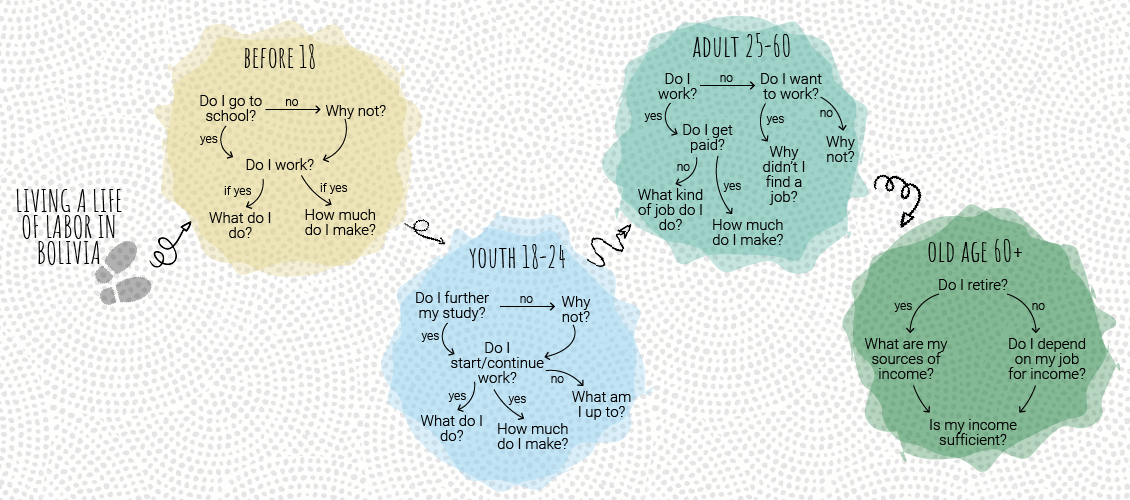 LIVING A LIFE
OF LABOR IN
BOLIVIA
BEFORE 18
Do I go to
school?
no
Why not?
yes
Do I work?
if yes
if yes
What do I
do?
How much
do I make?
YOUTH 18-24
Do I further
my study?
no
Why
not?
yes
Do I
start/continue
work?
no
What am
I up to?
yes
yes
What do I
do?
How much
do I make?
ADULT 25-60
Do I
work?
no
Do I want
to work?
yes
Do I get
paid?
yes
no
Why
didn't I
find a
job?
Why
not?
no
yes
What kind
of job do I
do?
How much
do I make?
OLD AGE 60+
Do I retire?
yes
no
What are my
sources of
income?
Do I depend
on my job
for income?
Is my income
sufficient?